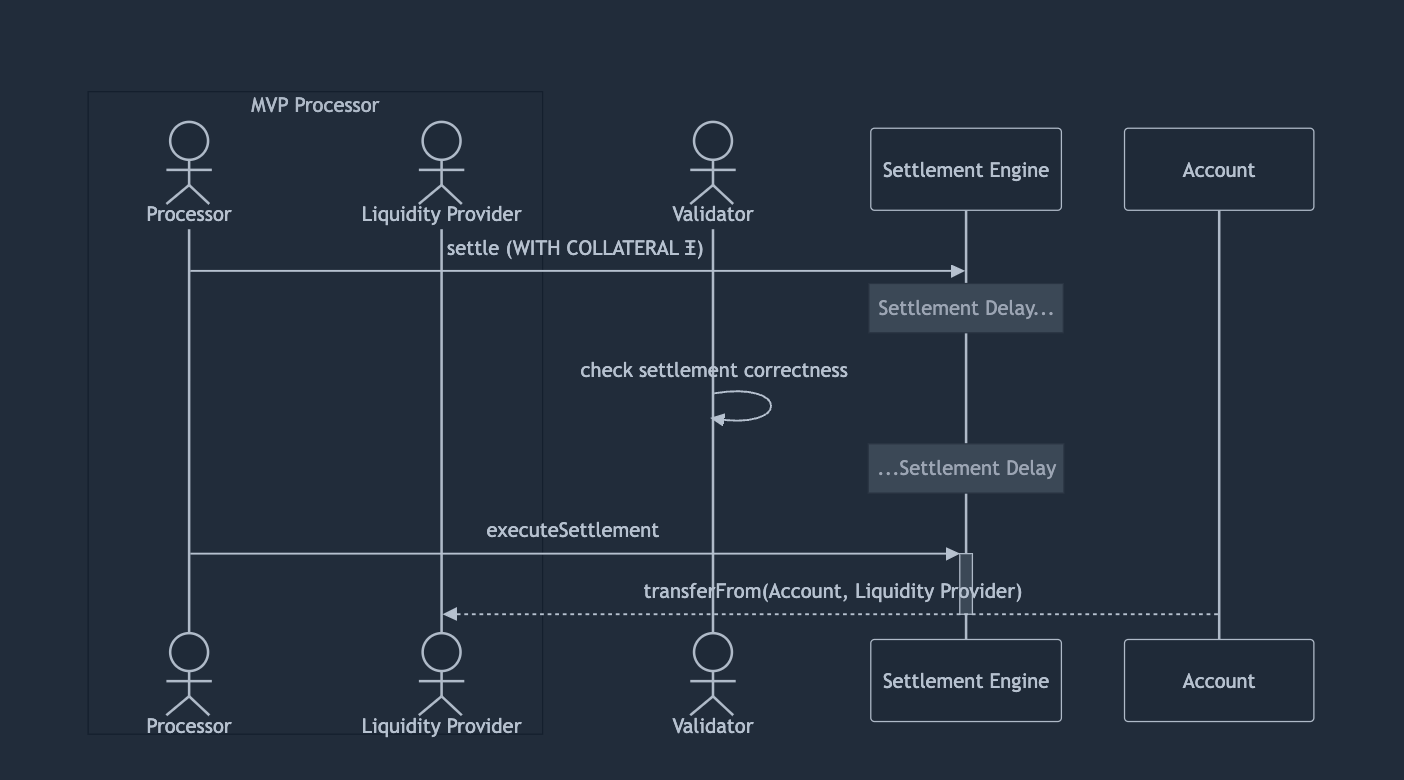 MVP Processor
Processor
Liquidity Provider
Validator
Settlement Engine
Account
settle (WITH COLLATERAL Ξ)
Settlement Delay...
check settlement correctness
...Settlement Delay
executeSettlement
transferFrom(Account, Liquidity Provider)
Processor
Liquidity Provider
Validator
Settlement Engine
Account